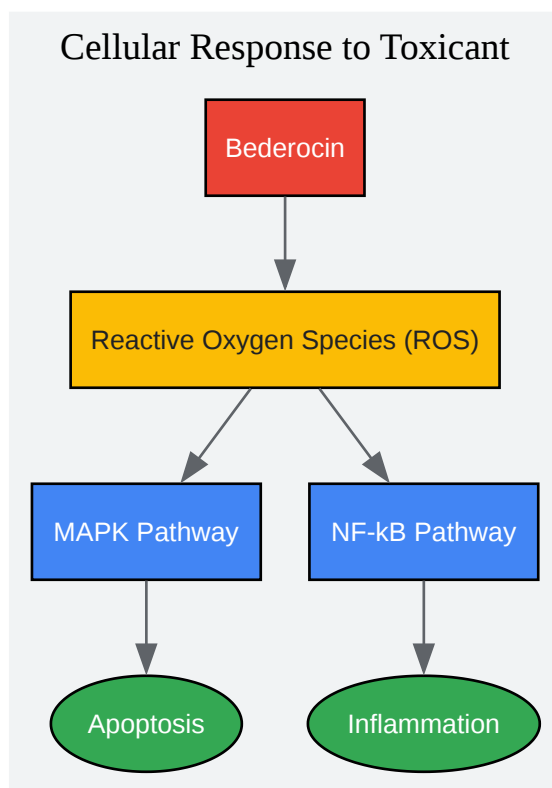 Cellular Response to Toxicant
Bederocin
Reactive Oxygen Species (ROS)
MAPK Pathway
NF-kB Pathway
Apoptosis
Inflammation